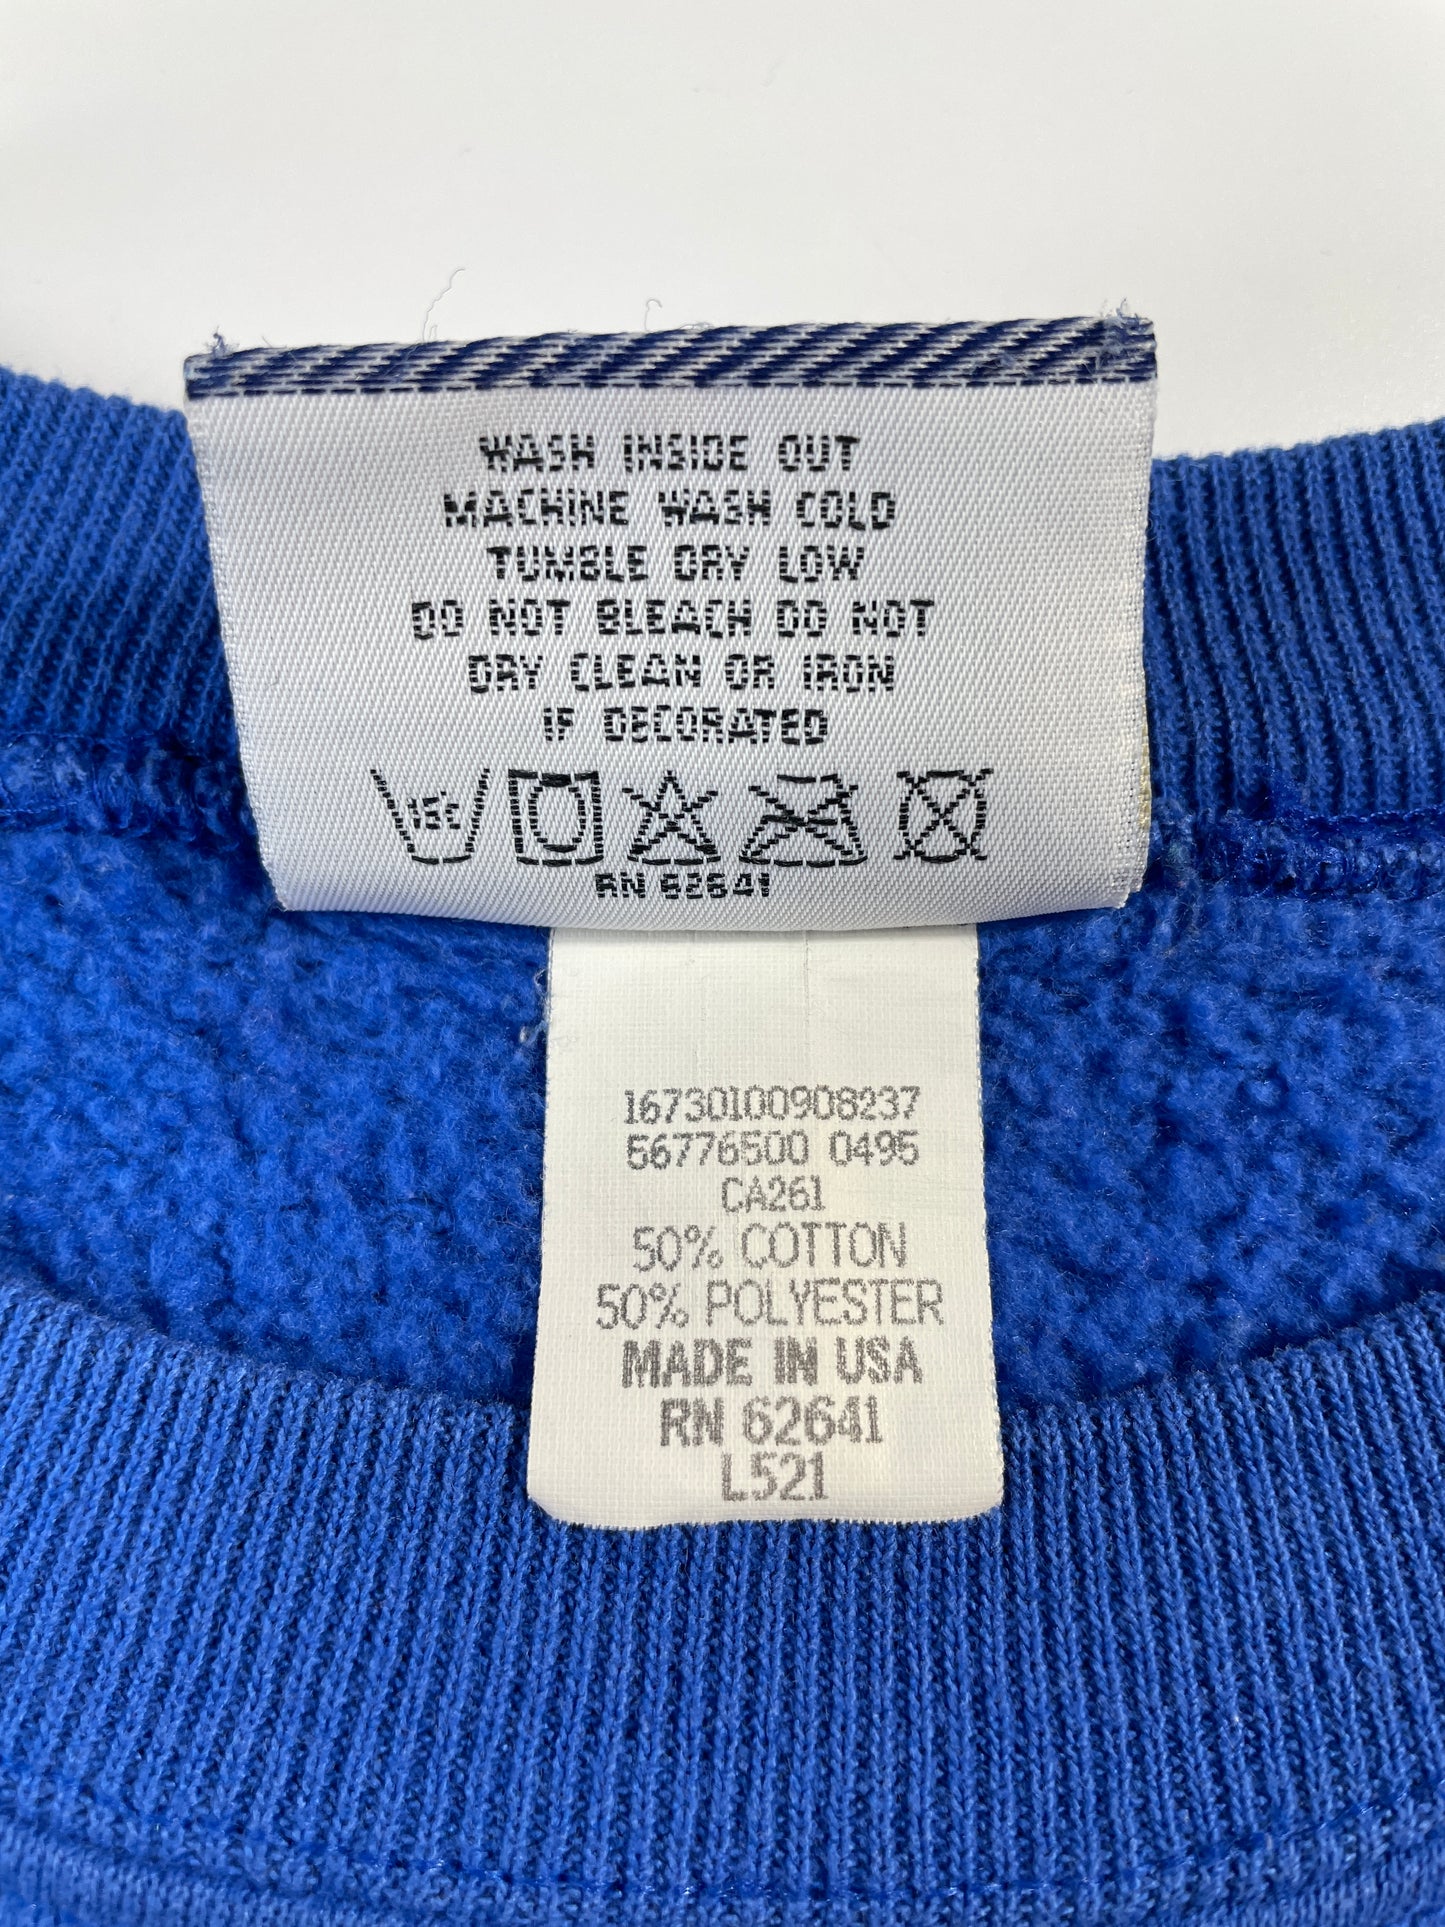 WASH INSIDE OUT
MACHINE WASH COLD
TUMBLE DRY LOW
DO NOT BLEACH DO NOT
DRY CLEAN OR IRON
IF DECORATED
15°C
RN 62641
16730100908237
56776500 0495
CA261
50% COTTON
50% POLYESTER
MADE IN USA
RN 62641
L521